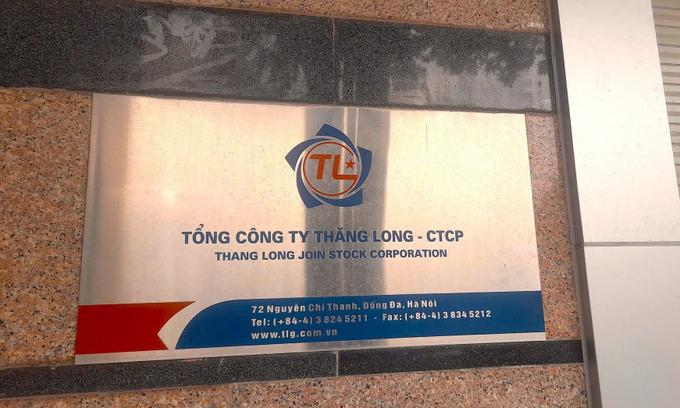 TL
TỔNG CÔNG TY THĂNG LONG - CTCP
THANG LONG JOIN STOCK CORPORATION
72 Nguyễn Chí Thanh, Đống Đa, Hà Nôi
Tel: (+84-4) 3 824 5211 - Fax: (+84-4) 3 834 5212
www.tlg.com.vn